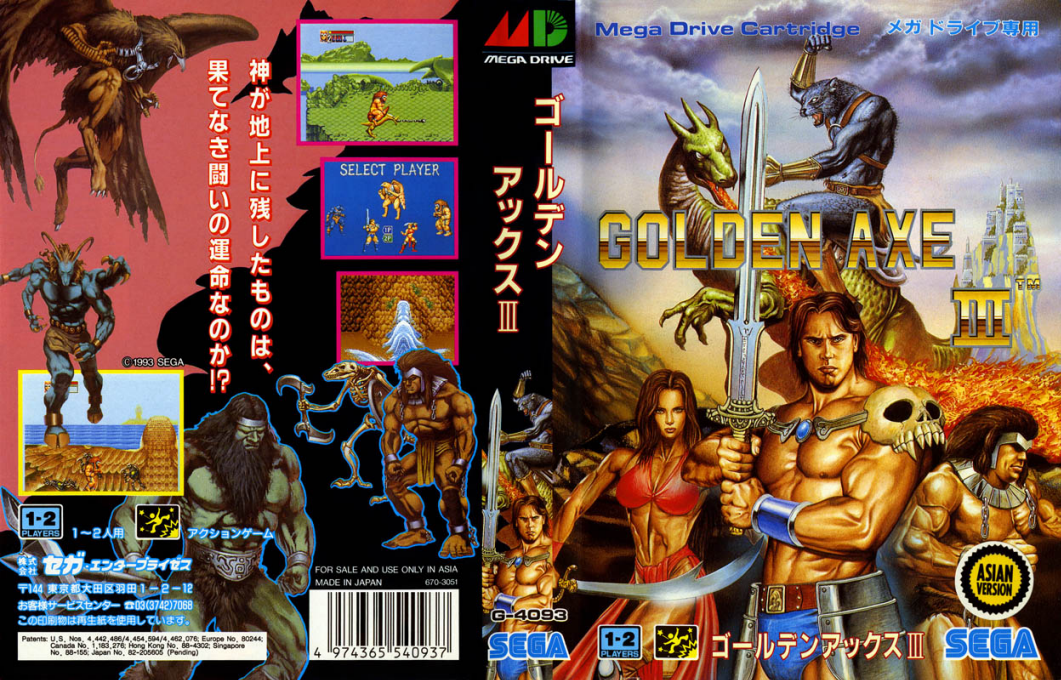 神が地上に残したものは、
果てなき闘いの運命なのか!?
SELECT PLAYER
1P
2P
©1993 SEGA
1-2
PLAYERS
1〜2人用
アクションゲーム
株式会社 セガ・エンタープライゼス
〒144 東京都大田区羽田1-2-12
お客様サービスセンター ☎03(3742)7068
この印刷物は再生紙を使用しています。
Patents: U.S. Nos. 4,442,486/4,454,594/4,462,076; Europe No. 80244;
Canada No. 1,183,276; Hong Kong No. 88-4302; Singapore
No. 88-155; Japan No. 82-205605 (Pending)
FOR SALE AND USE ONLY IN ASIA
MADE IN JAPAN 670-3051
4 974365 540937
MD
MEGA DRIVE
ゴールデン
アックスIII
G-4093
SEGA
Mega Drive Cartridge メガドライブ専用
GOLDEN AXE
III™
ASIAN
VERSION
1-2
PLAYERS
ゴールデンアックスIII
SEGA